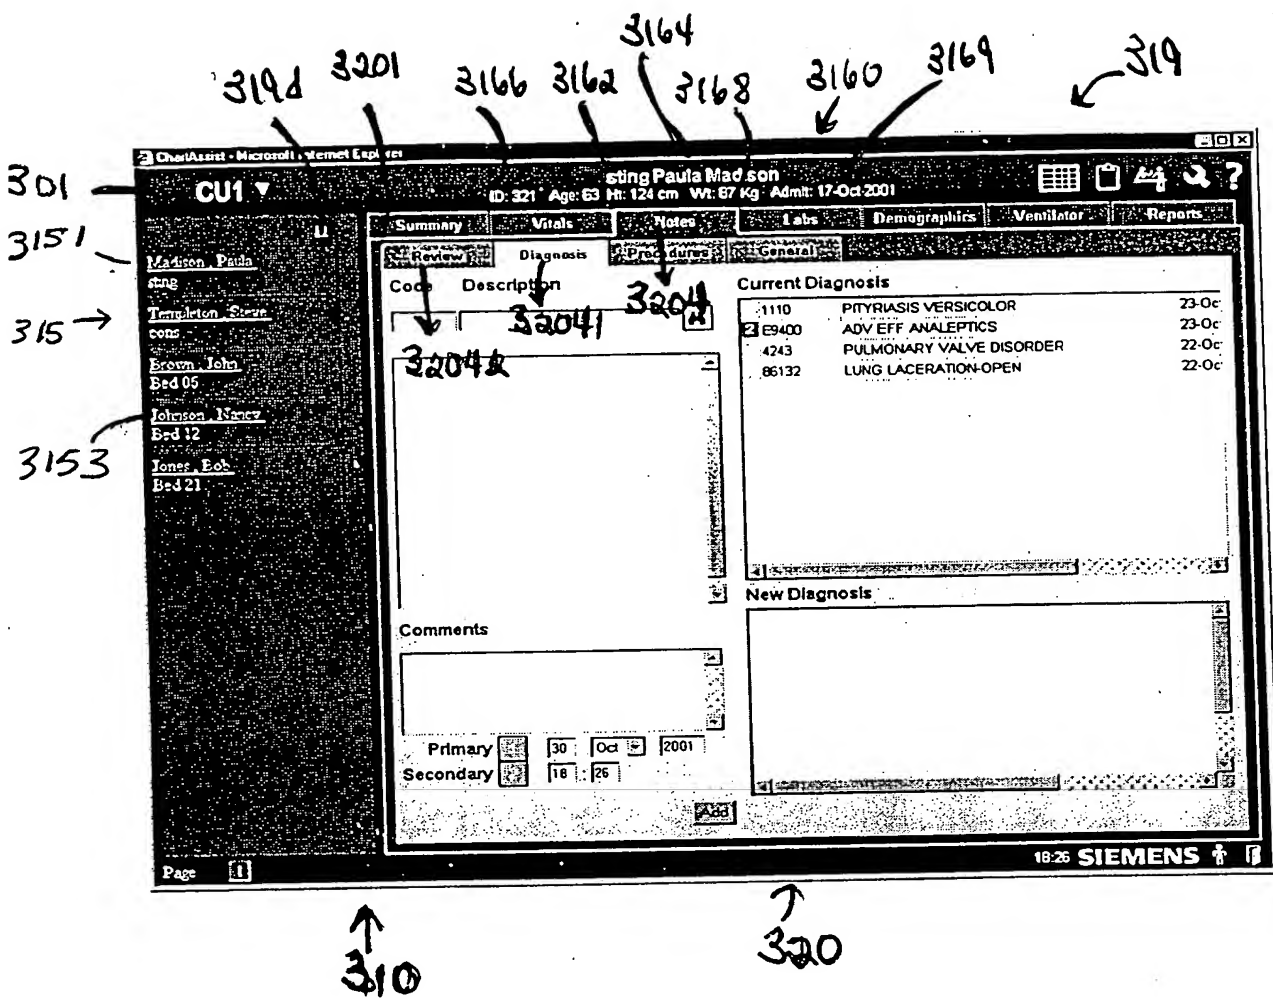 3164
319d 3201 3166 3162 3168 3160 3169 319
ChartAssist - Microsoft Internet Explorer
301
CU1
sting Paula Madison
ID: 321 Age: 63 Ht: 124 cm Wt: 87 Kg Admit: 17-Oct-2001
?
Summary Vitals Notes Labs Demographics Ventilator Reports
3151
Review Diagnosis Procedures General
Madison, Paula
sting
Code Description
Current Diagnosis
3204
32041
32042
1110 PITYRIASIS VERSICOLOR 23-Oc
2 E9400 ADV EFF ANALEPTICS 23-Oc
4243 PULMONARY VALVE DISORDER 22-Oc
86132 LUNG LACERATION-OPEN 22-Oc
315
Templeton, Steve
cons
Brown, John
Bed 05
Johnson, Nancy
Bed 12
3153
Jones, Bob
Bed 21
New Diagnosis
Comments
Primary 30 Oct 2001
Secondary 18 : 26
Add
Page 1
18:26 SIEMENS
310
320